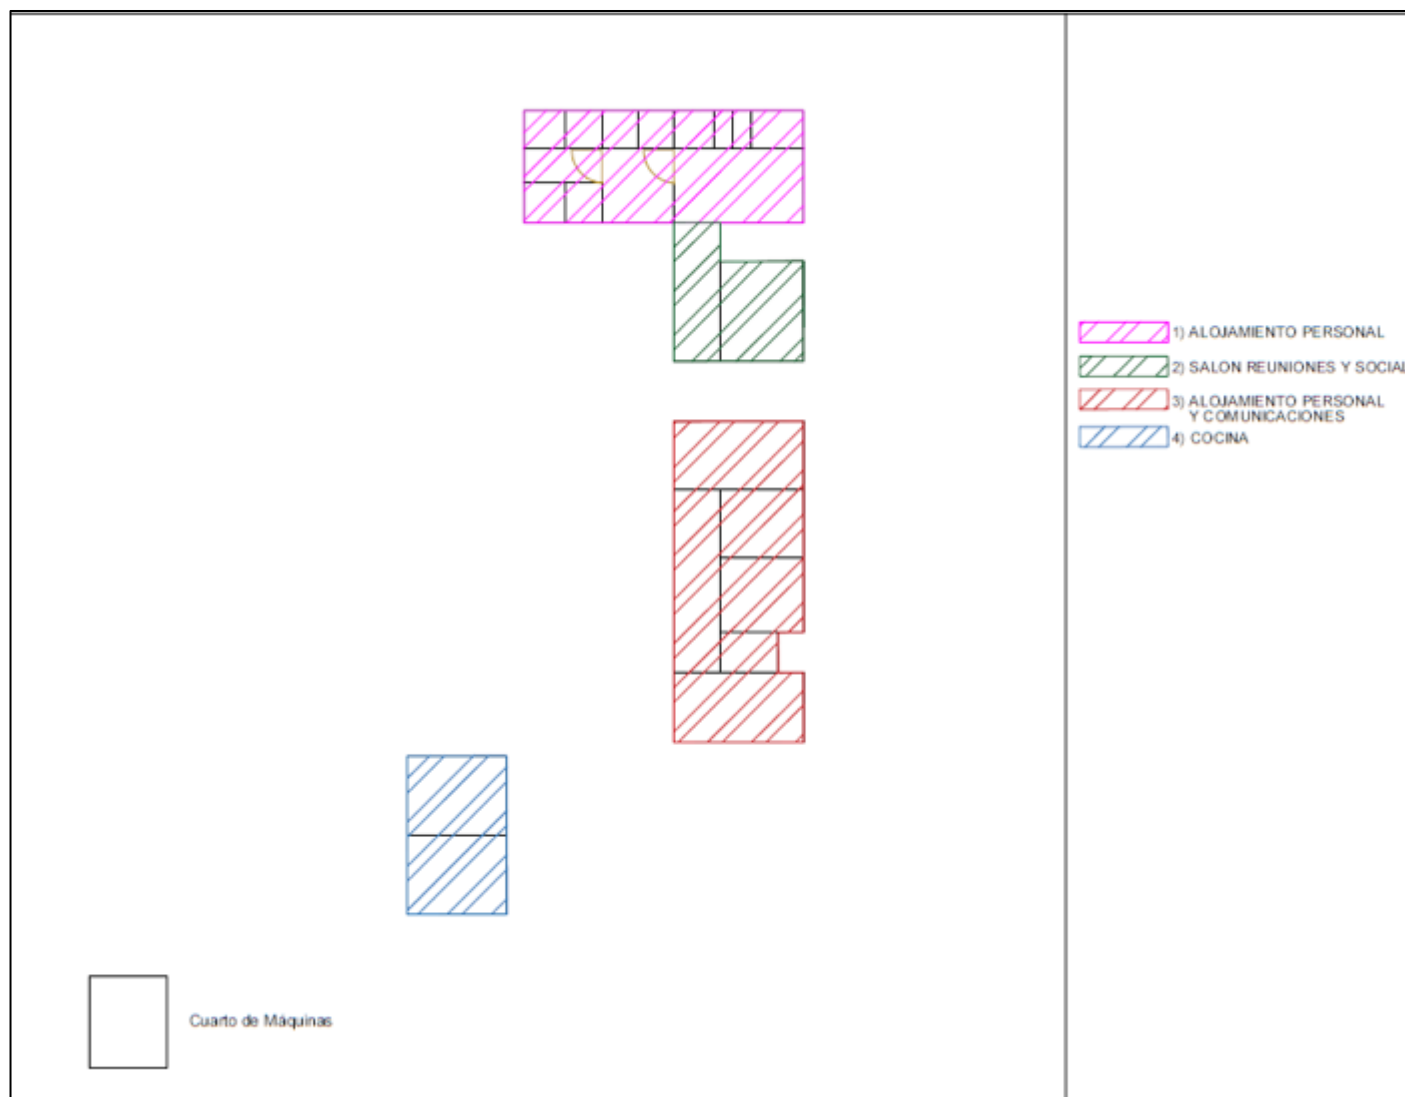 1) ALOJAMIENTO PERSONAL
2) SALON REUNIONES Y SOCIAL
3) ALOJAMIENTO PERSONAL
Y COMUNICACIONES
4) COCINA
Cuarto de Máquinas